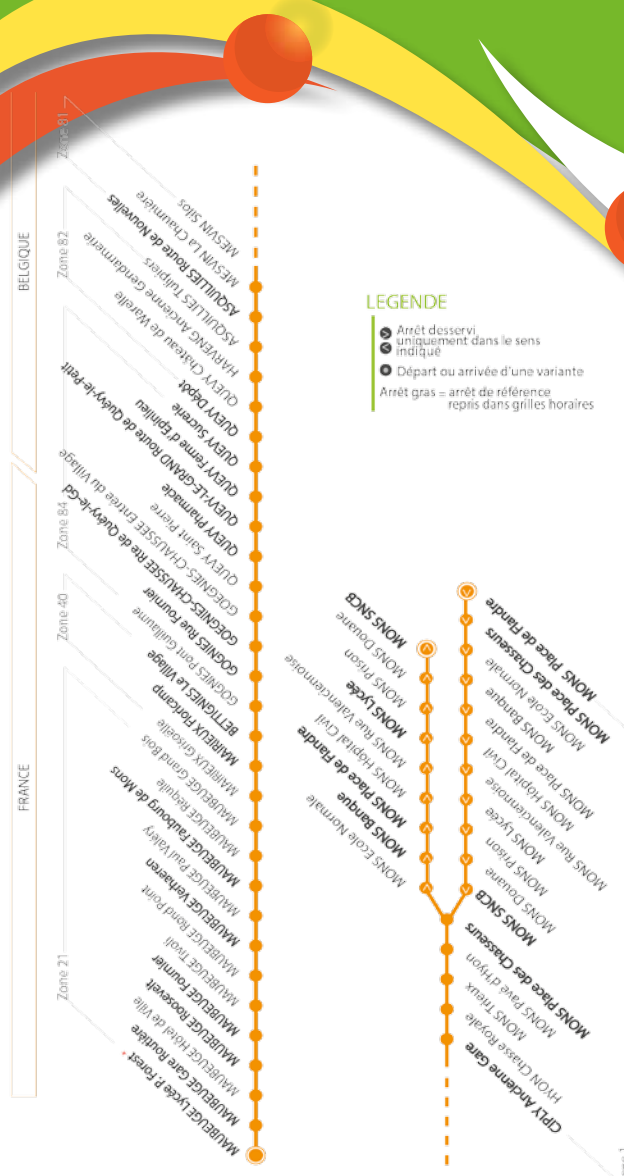 BELGIQUE
FRANCE
Zone 81
Zone 82
Zone 84
Zone 40
Zone 21
MESVIN Silos
MESVIN La Chaumière
ASQUILLIES Route de Nouvelles
ASQUILLIES Tulipiers
HARVENG Ancienne Gendarmerie
QUEVY Château de Warelle
QUEVY Dépôt
QUEVY Sucrerie
QUEVY Ferme d'Epinlieu
QUEVY-LE-GRAND Route de Quévy-le-Petit
QUEVY Pharmacie
QUEVY Saint Pierre
GOEGNIES-CHAUSSEE Entrée du Village
GOEGNIES-CHAUSSEE Rte de Quévy-le-Gd
GOGNIES Rue Fournier
GOGNIES Pont Guillaume
BETTIGNIES Le Village
MAIRIEUX Floricamp
MAIRIEUX Grisoelle
MAUBEUGE Grand Bois
MAUBEUGE Réquile
MAUBEUGE Faubourg de Mons
MAUBEUGE Paul Valéry
MAUBEUGE Verhaeren
MAUBEUGE Rond Point
MAUBEUGE Tivoli
MAUBEUGE Fournier
MAUBEUGE Roosevelt
MAUBEUGE Hôtel de Ville
MAUBEUGE Gare Routière
MAUBEUGE Lycée P. Forest *
LEGENDE
Arrêt desservi
uniquement dans le sens
indiqué
Départ ou arrivée d'une variante
Arrêt gras = arrêt de référence
repris dans grilles horaires
MONS SNCB
MONS Douane
MONS Prison
MONS Lycée
MONS Rue Valenciennoise
MONS Hôpital Civil
MONS Place de Flandre
MONS Banque
MONS Ecole Normale
MONS Place de Flandre
MONS Place des Chasseurs
MONS Ecole Normale
MONS Banque
MONS Place de Flandre
MONS Hôpital Civil
MONS Rue Valenciennoise
MONS Lycée
MONS Prison
MONS Douane
MONS SNCB
MONS Place des Chasseurs
MONS Pavé d'Hyon
MONS Trieux
HYON Chasse Royale
CIPLY Ancienne Gare